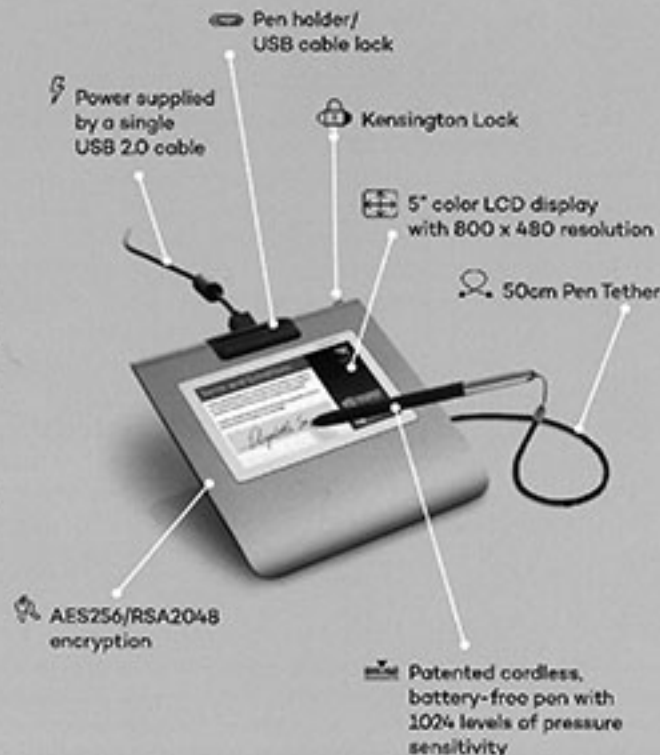 Pen holder/
USB cable lock
Power supplied
by a single
USB 2.0 cable
Kensington Lock
5" color LCD display
with 800 x 480 resolution
50cm Pen Tether
AES256/RSA2048
encryption
Patented cordless,
battery-free pen with
1024 levels of pressure
sensitivity